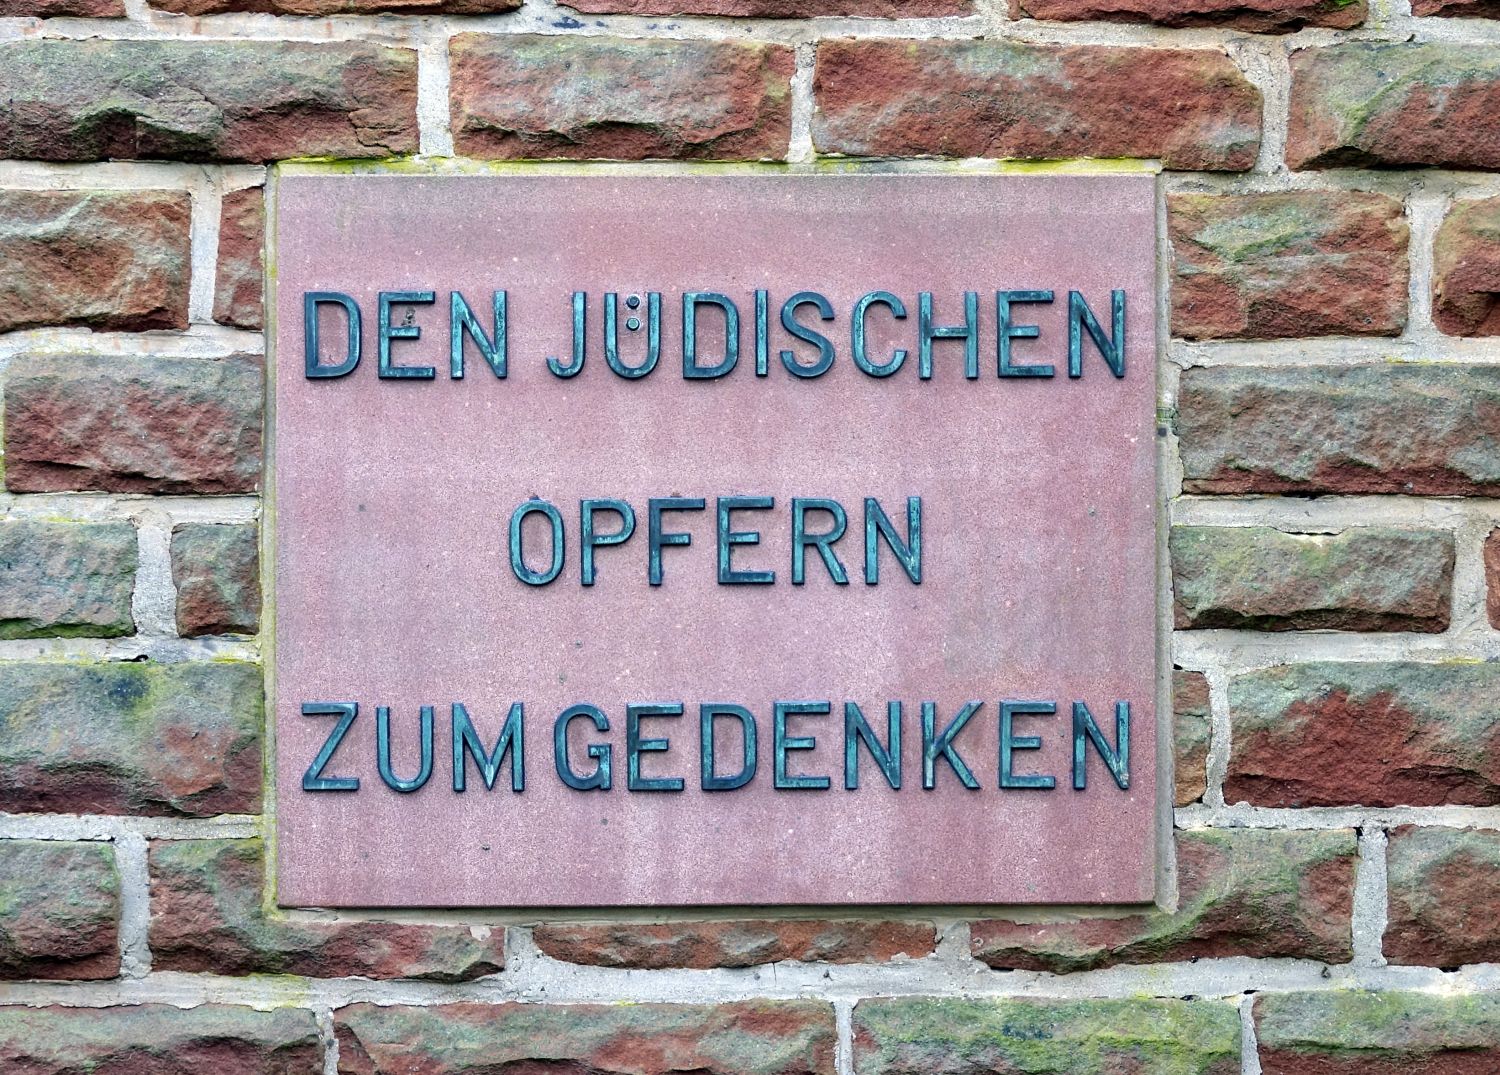 DEN JÜDISCHEN
OPFERN
ZUM GEDENKEN